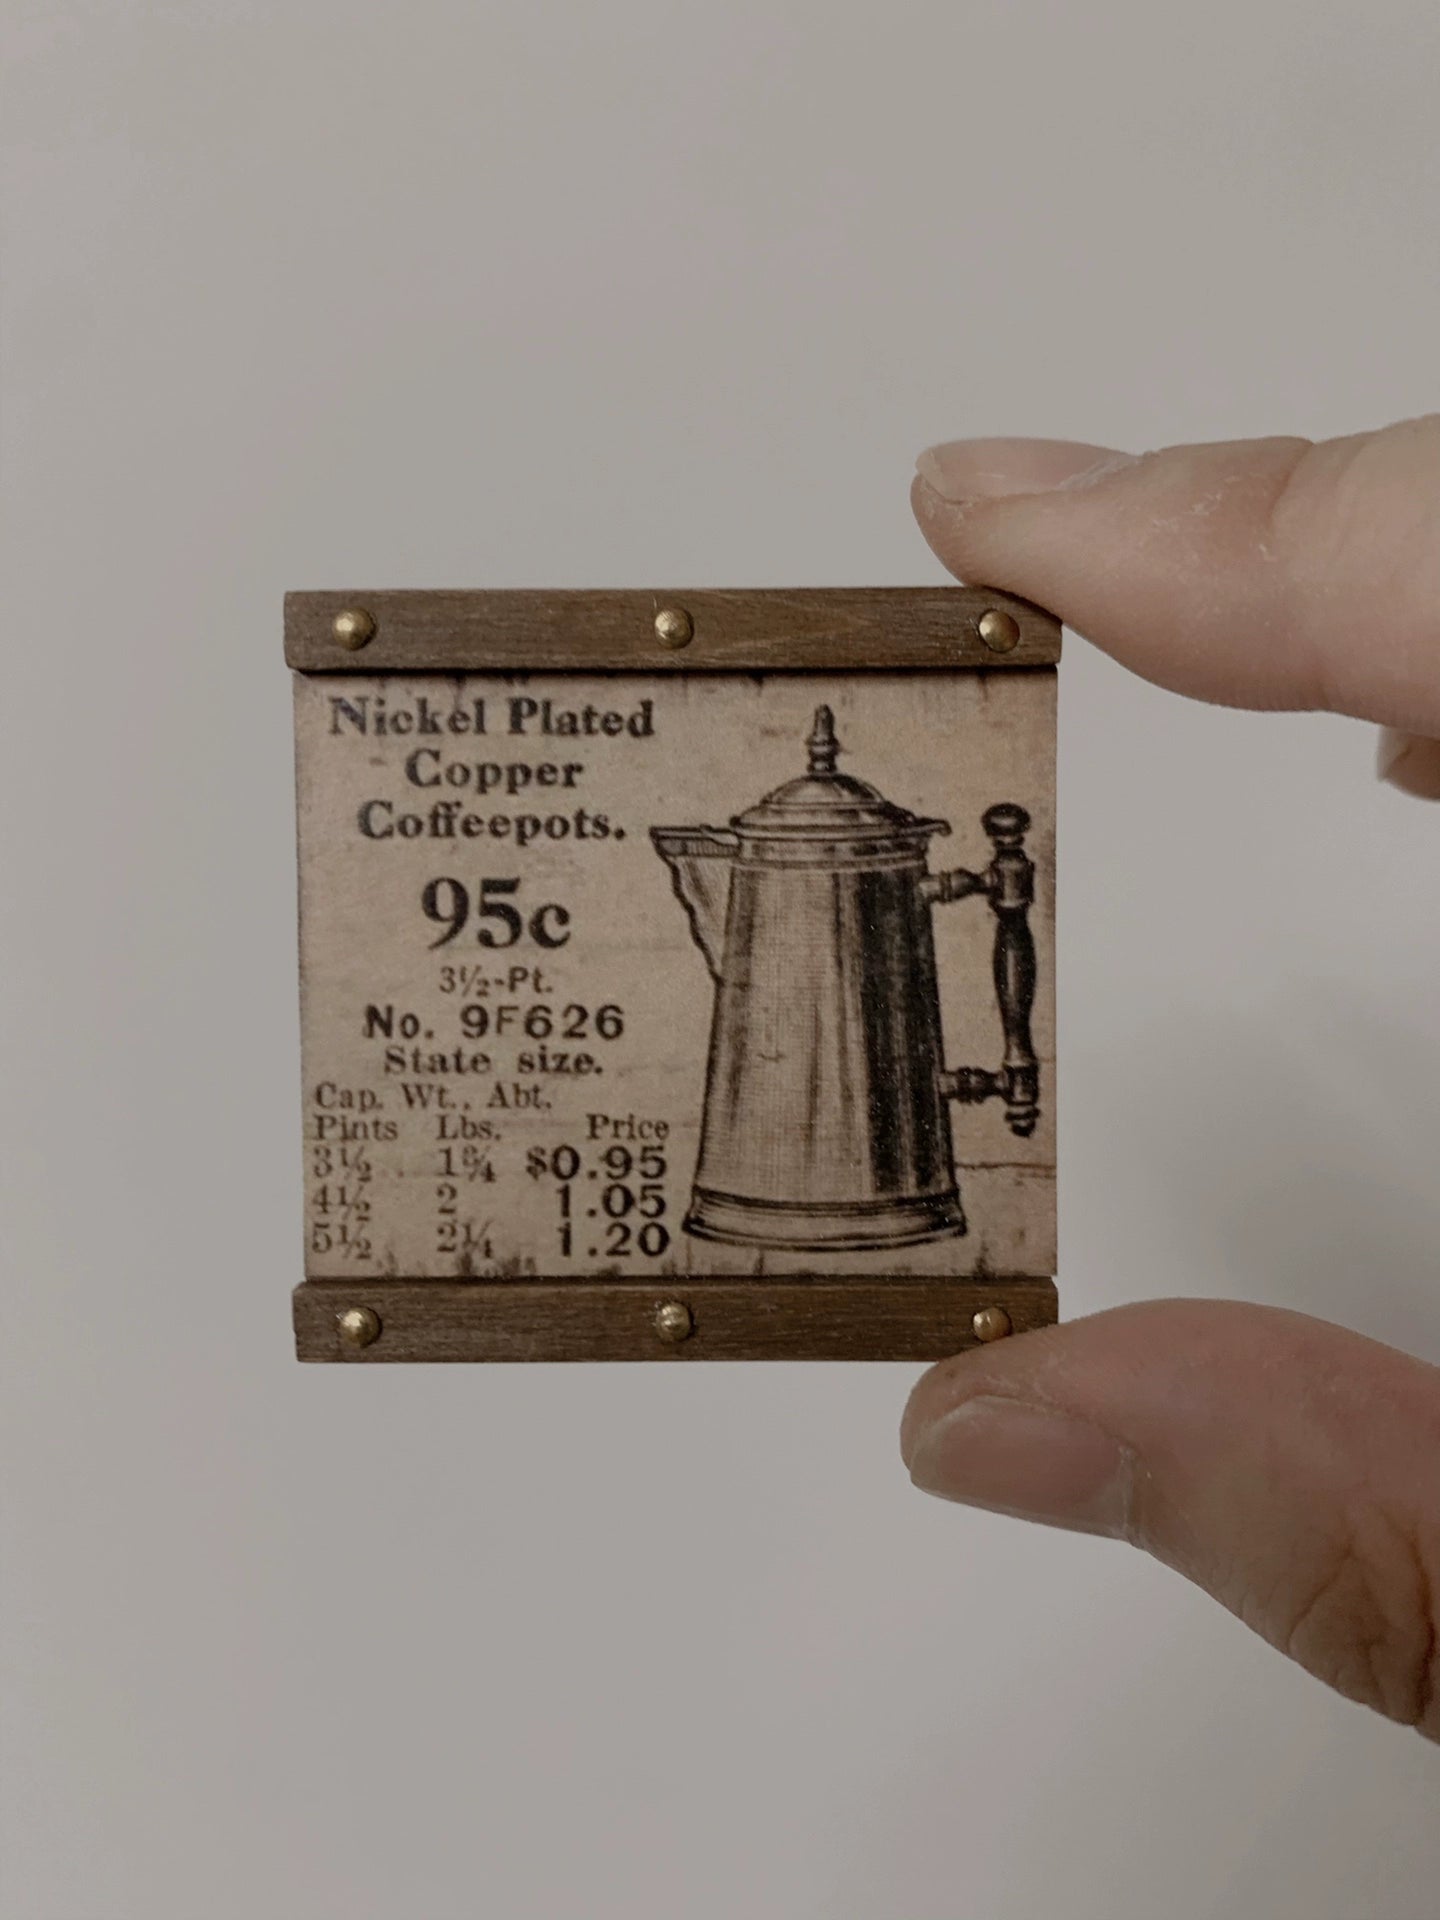 Nickel Plated
Copper
Coffeepots.
95c
3½-Pt.
No. 9F626
State size.
Cap. Wt., Abt.
Pints Lbs. Price
3½ 1¾ $0.95
4½ 2 1.05
5½ 2¼ 1.20